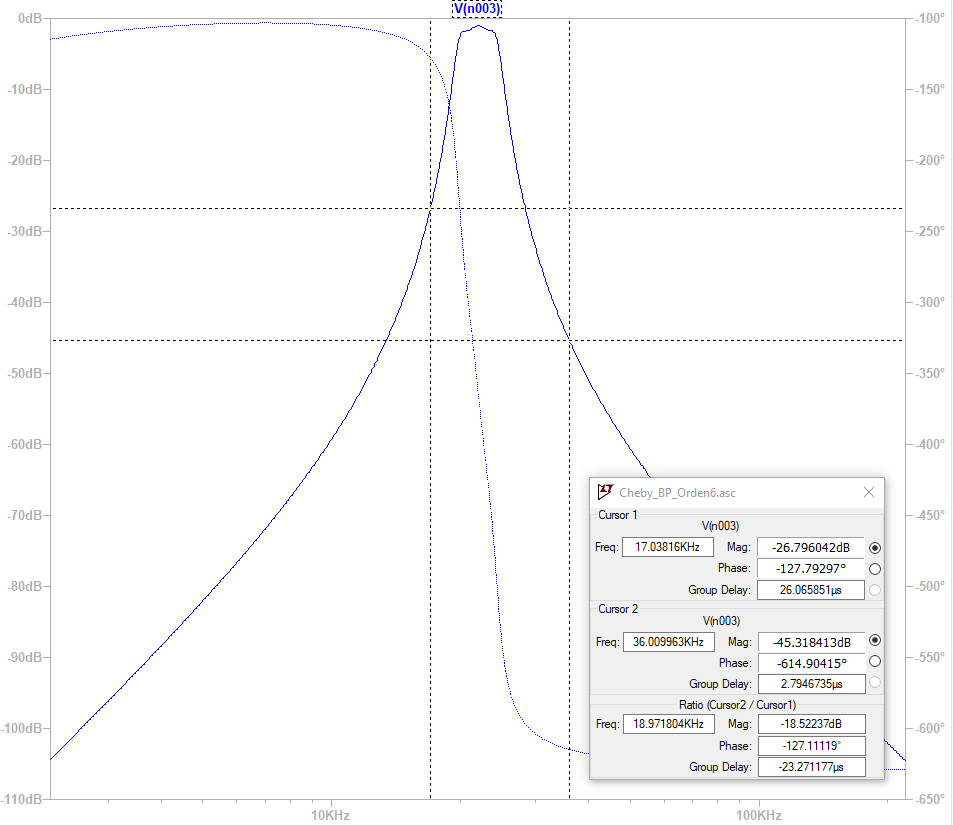 V(n003)
0dB -100°
-10dB -150°
-20dB -200°
-30dB -250°
-40dB -300°
-50dB -350°
-60dB -400°
-70dB -450°
-80dB -500°
-90dB -550°
-100dB -600°
-110dB -650°
10KHz 100KHz
Cheby_BP_Orden6.asc
Cursor 1
V(n003)
Freq: 17.03816KHz Mag: -26.796042dB
Phase: -127.79297°
Group Delay: 26.065851µs
Cursor 2
V(n003)
Freq: 36.009963KHz Mag: -45.318413dB
Phase: -614.90415°
Group Delay: 2.7946735µs
Ratio (Cursor2 / Cursor1)
Freq: 18.971804KHz Mag: -18.52237dB
Phase: -127.11119°
Group Delay: -23.271177µs